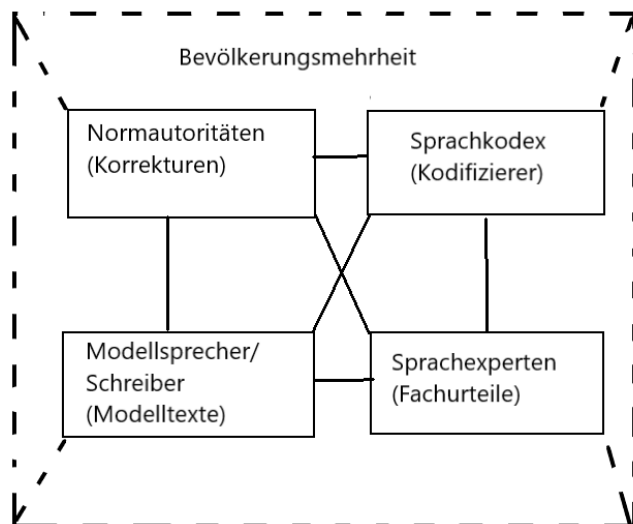 Bevölkerungsmehrheit
Normautoritäten
(Korrekturen)
Sprachkodex
(Kodifizierer)
Modellsprecher/
Schreiber
(Modelltexte)
Sprachexperten
(Fachurteile)